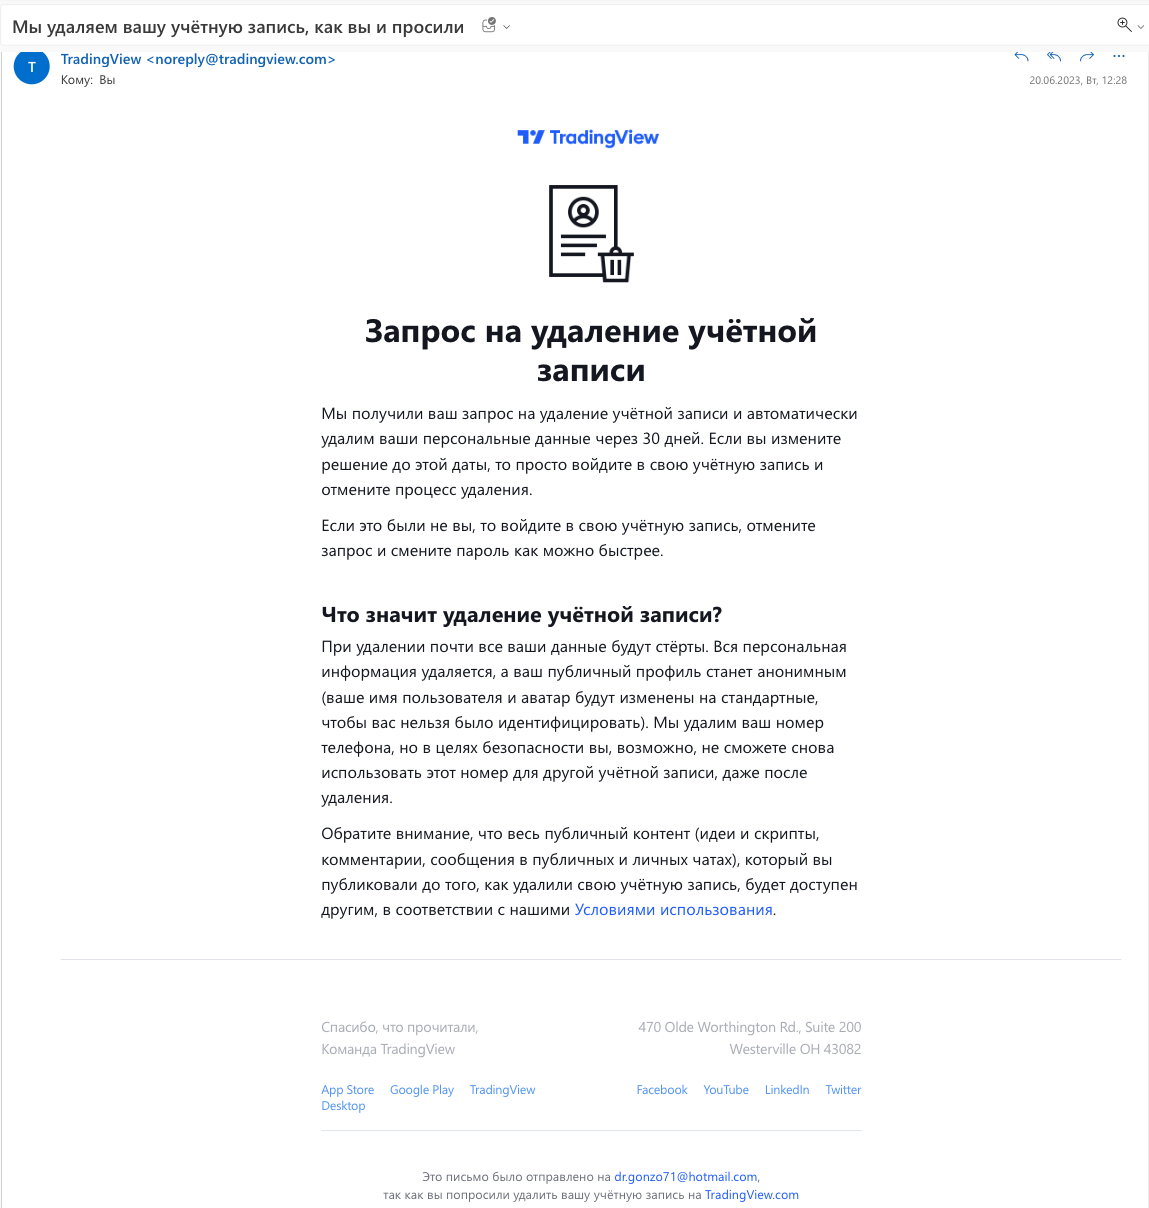 Мы удаляем вашу учётную запись, как вы и просили
T
TradingView <noreply@tradingview.com>
Кому: Вы
20.06.2023, Вт, 12:28
TradingView
Запрос на удаление учётной
записи
Мы получили ваш запрос на удаление учётной записи и автоматически
удалим ваши персональные данные через 30 дней. Если вы измените
решение до этой даты, то просто войдите в свою учётную запись и
отмените процесс удаления.
Если это были не вы, то войдите в свою учётную запись, отмените
запрос и смените пароль как можно быстрее.
Что значит удаление учётной записи?
При удалении почти все ваши данные будут стёрты. Вся персональная
информация удаляется, а ваш публичный профиль станет анонимным
(ваше имя пользователя и аватар будут изменены на стандартные,
чтобы вас нельзя было идентифицировать). Мы удалим ваш номер
телефона, но в целях безопасности вы, возможно, не сможете снова
использовать этот номер для другой учётной записи, даже после
удаления.
Обратите внимание, что весь публичный контент (идеи и скрипты,
комментарии, сообщения в публичных и личных чатах), который вы
публиковали до того, как удалили свою учётную запись, будет доступен
другим, в соответствии с нашими Условиями использования.
Спасибо, что прочитали,
Команда TradingView
470 Olde Worthington Rd., Suite 200
Westerville OH 43082
App Store Google Play TradingView
Desktop
Facebook YouTube LinkedIn Twitter
Это письмо было отправлено на dr.gonzo71@hotmail.com,
так как вы попросили удалить вашу учётную запись на TradingView.com